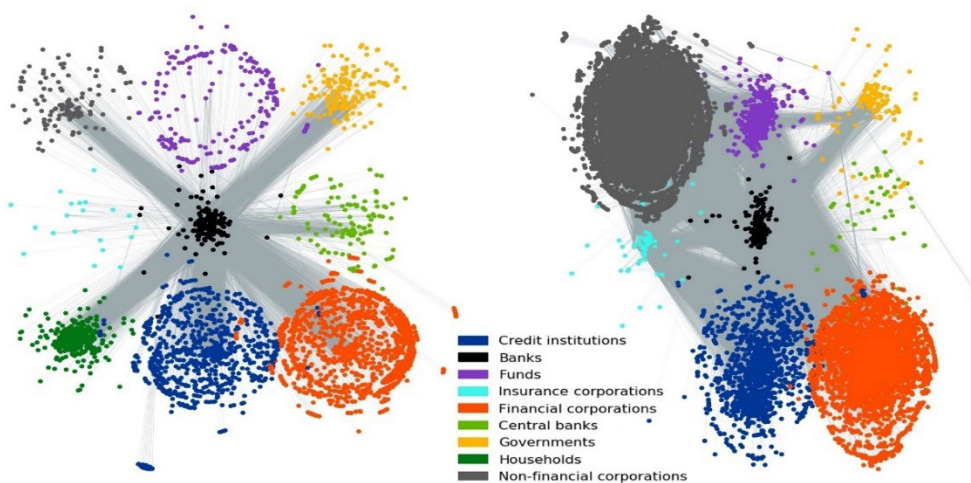 Credit institutions
Banks
Funds
Insurance corporations
Financial corporations
Central banks
Governments
Households
Non-financial corporations